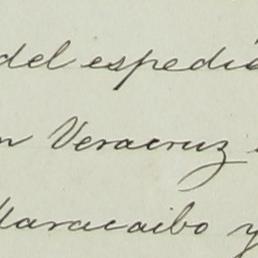 del espedi
n Veracruz
Maracaibo y